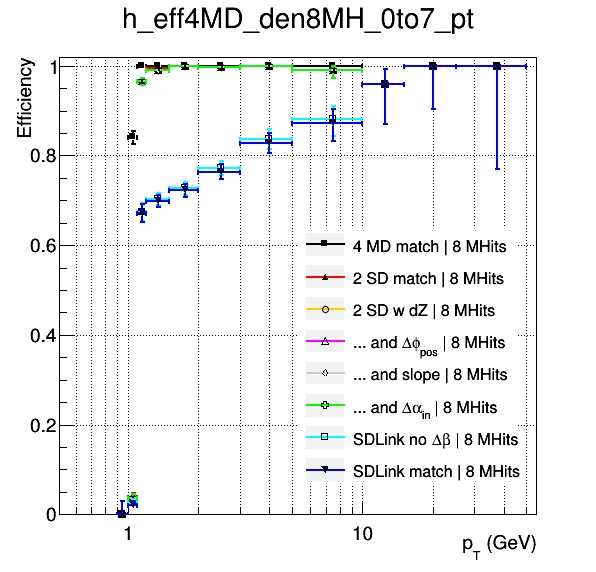 h_eff4MD_den8MH_0to7_pt
Efficiency
1
0.8
0.6
0.4
0.2
0
4 MD match | 8 MHits
2 SD match | 8 MHits
2 SD w dZ | 8 MHits
... and Δϕpos | 8 MHits
... and slope | 8 MHits
... and Δαin | 8 MHits
SDLink no Δβ | 8 MHits
SDLink match | 8 MHits
1 10
pT (GeV)